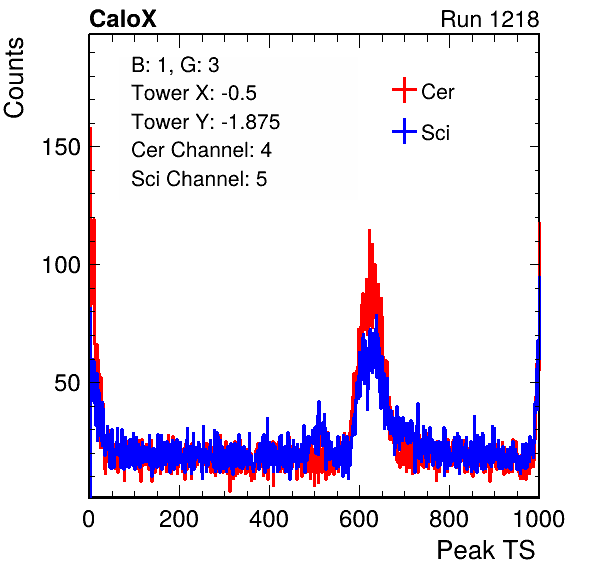 CaloX Run 1218
Counts
B: 1, G: 3
Tower X: -0.5
Tower Y: -1.875
Cer Channel: 4
Sci Channel: 5
Cer
Sci
150
100
50
0 200 400 600 800 1000
Peak TS